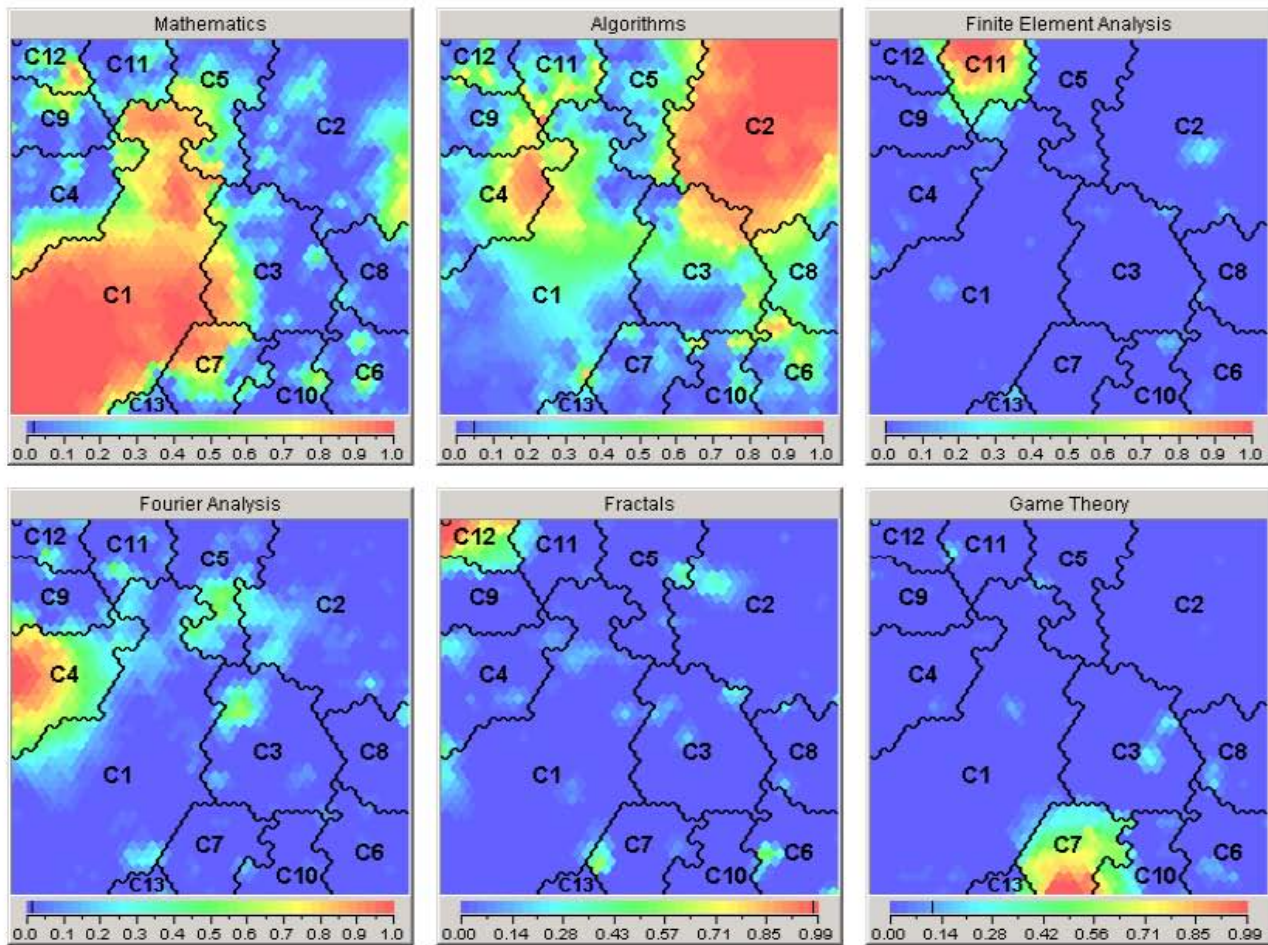 Mathematics
C12
C11
C5
C9
C2
C4
C3
C8
C1
C7
C6
C10
C13
0.0 0.1 0.2 0.3 0.4 0.5 0.6 0.7 0.8 0.9 1.0
Algorithms
C12
C11
C5
C9
C2
C4
C3
C8
C1
C7
C6
C10
C13
0.0 0.1 0.2 0.3 0.4 0.5 0.6 0.7 0.8 0.9 1.0
Finite Element Analysis
C12
C11
C5
C9
C2
C4
C3
C8
C1
C7
C6
C10
C13
0.0 0.1 0.2 0.3 0.4 0.5 0.6 0.7 0.8 0.9 1.0
Fourier Analysis
C12
C11
C5
C9
C2
C4
C3
C8
C1
C7
C6
C10
C13
0.0 0.1 0.2 0.3 0.4 0.5 0.6 0.7 0.8 0.9 1.0
Fractals
C12
C11
C5
C9
C2
C4
C3
C8
C1
C7
C6
C10
C13
0.00 0.14 0.28 0.43 0.57 0.71 0.85 0.99
Game Theory
C12
C11
C5
C9
C2
C4
C3
C8
C1
C7
C6
C10
C13
0.00 0.14 0.28 0.42 0.56 0.71 0.85 0.99